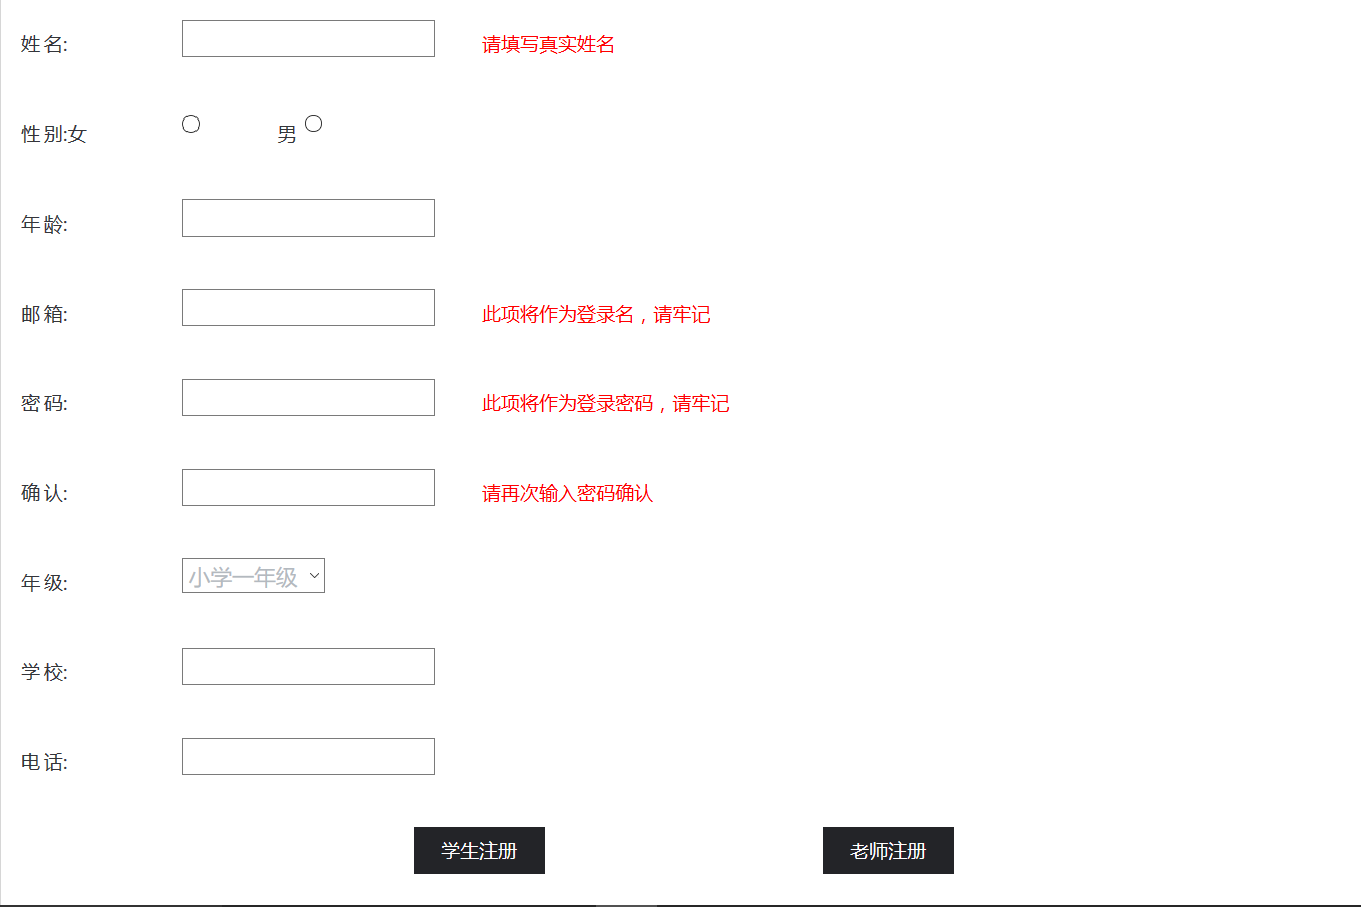 姓名: 请填写真实姓名
性别:女 男
年龄:
邮箱: 此项将作为登录名，请牢记
密码: 此项将作为登录密码，请牢记
确认: 请再次输入密码确认
年级: 小学一年级
学校:
电话:
学生注册 老师注册